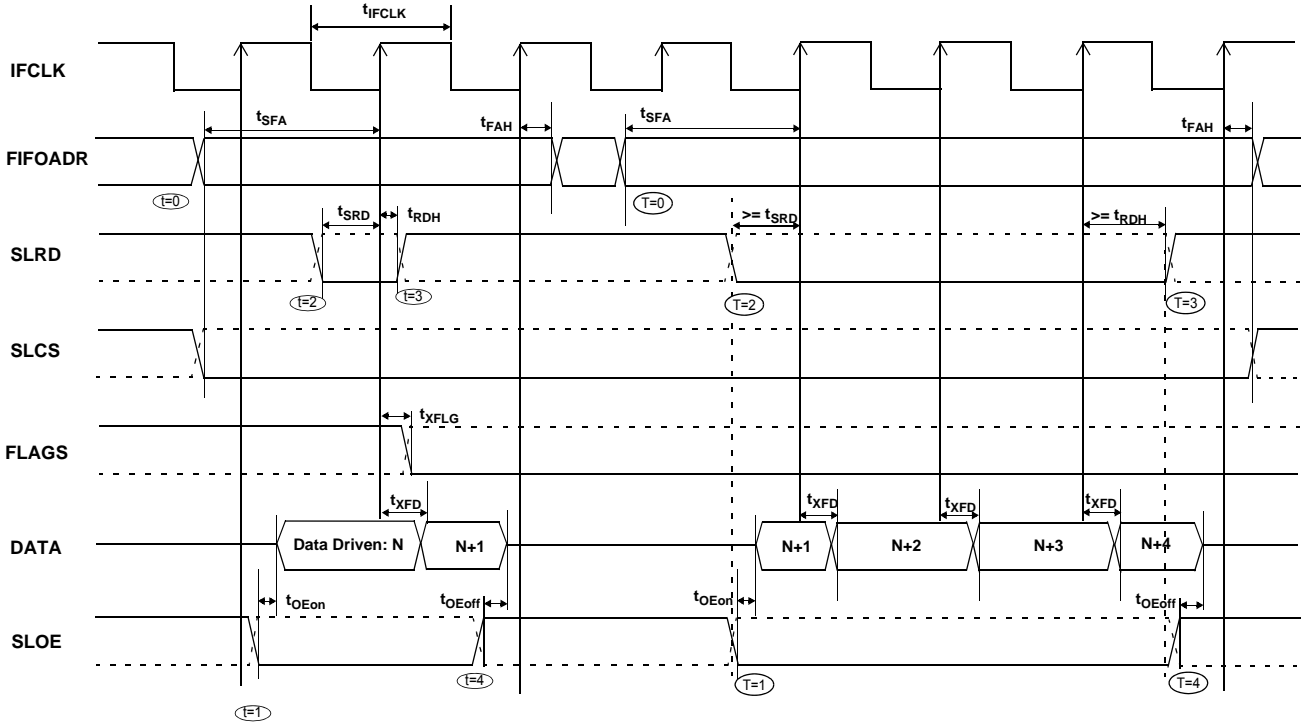 tIFCLK
IFCLK
tSFA
tFAH
tSFA
tFAH
FIFOADR
t=0
T=0
tSRD
tRDH
>= tSRD
>= tRDH
SLRD
t=2
t=3
T=2
T=3
SLCS
tXFLG
FLAGS
tXFD
tXFD
tXFD
tXFD
DATA
Data Driven: N
N+1
N+1
N+2
N+3
N+4
tOEon
tOEoff
tOEon
tOEoff
SLOE
t=4
T=1
T=4
t=1